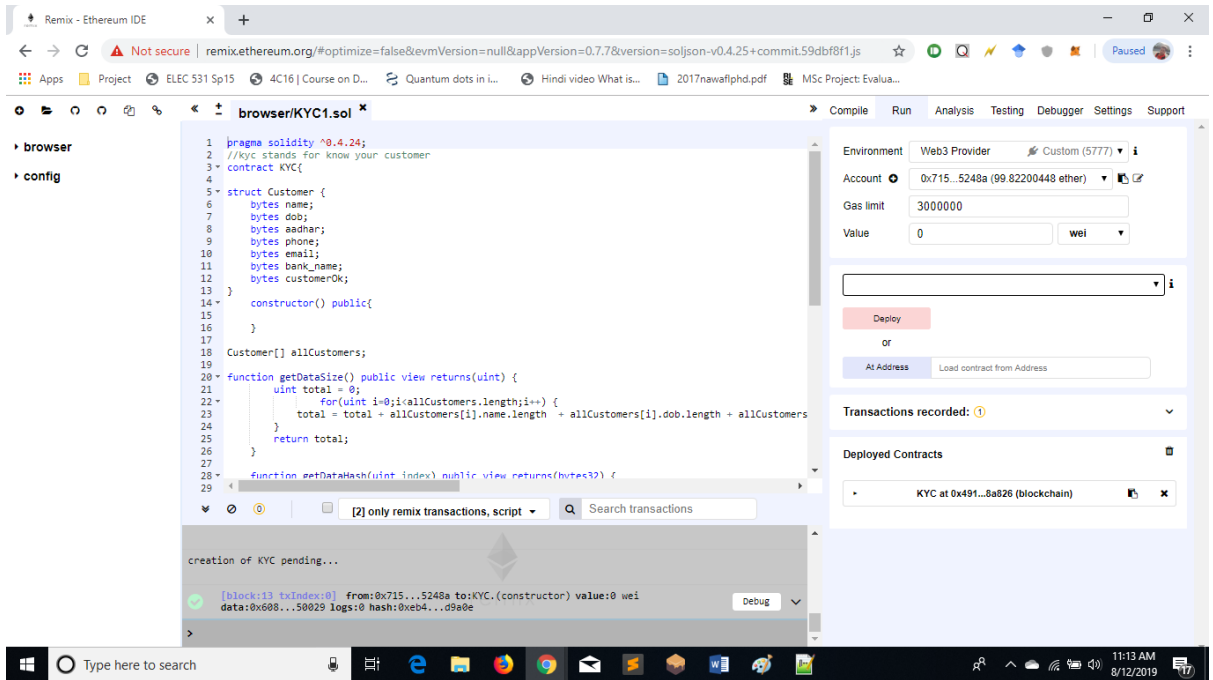 Remix - Ethereum IDE
Not secure | remix.ethereum.org/#optimize=false&evmVersion=null&appVersion=0.7.7&version=soljson-v0.4.25+commit.59dbf8f1.js
Paused
Apps Project ELEC 531 Sp15 4C16 | Course on D... Quantum dots in i... Hindi video What is... 2017nawaflphd.pdf MSc Project: Evalua...
browser/KYC1.sol
Compile Run Analysis Testing Debugger Settings Support
browser
config
1 pragma solidity ^0.4.24;
2 //kyc stands for know your customer
3 contract KYC{
4
5 struct Customer {
6 bytes name;
7 bytes dob;
8 bytes aadhar;
9 bytes phone;
10 bytes email;
11 bytes bank_name;
12 bytes customerOk;
13 }
14 constructor() public{
15
16 }
17
18 Customer[] allCustomers;
19
20 function getDataSize() public view returns(uint) {
21 uint total = 0;
22 for(uint i=0;i<allCustomers.length;i++) {
23 total = total + allCustomers[i].name.length + allCustomers[i].dob.length + allCustomers
24 }
25 return total;
26 }
27
28 function getDataHash(uint index) public view returns(bytes32) {
29
Environment Web3 Provider Custom (5777)
Account 0x715...5248a (99.82200448 ether)
Gas limit 3000000
Value 0 wei
Deploy
or
At Address Load contract from Address
Transactions recorded: 1
Deployed Contracts
KYC at 0x491...8a826 (blockchain)
0 [2] only remix transactions, script Search transactions
creation of KYC pending...
[block:13 txIndex:0] from:0x715...5248a to:KYC.(constructor) value:0 wei
data:0x608...50029 logs:0 hash:0xeb4...d9a0e
Debug
>
Type here to search
11:13 AM
8/12/2019
17